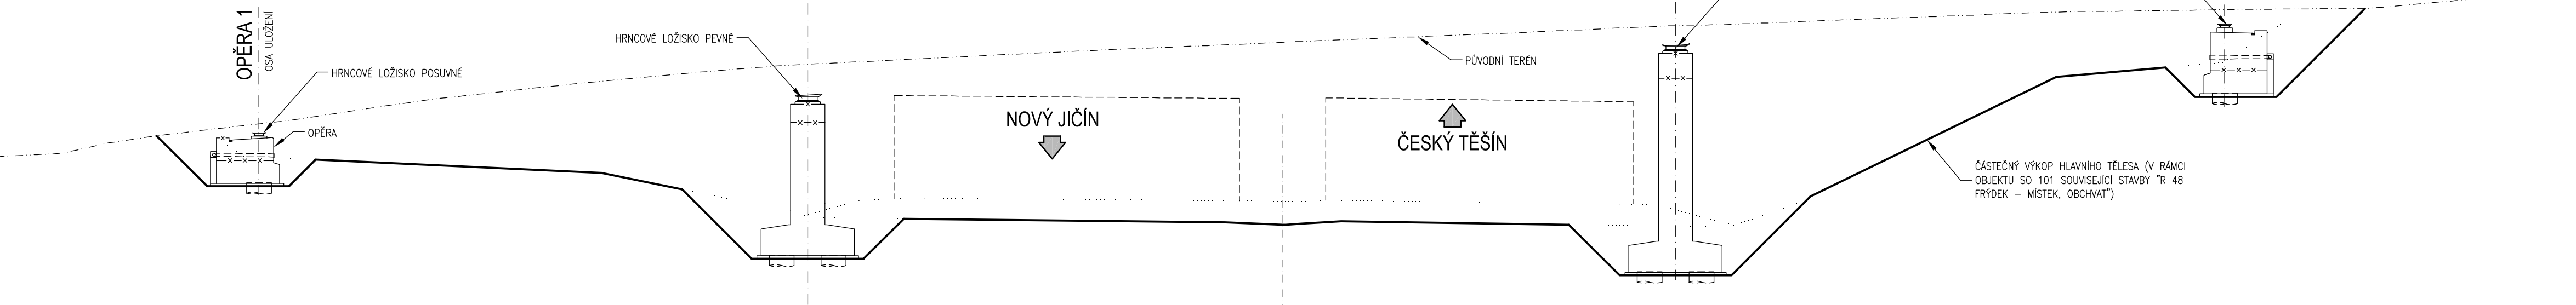 OPĚRA 1
OSA ULOŽENÍ
HRNCOVÉ LOŽISKO POSUVNÉ
OPĚRA
HRNCOVÉ LOŽISKO PEVNÉ
NOVÝ JIČÍN
ČESKÝ TĚŠÍN
PŮVODNÍ TERÉN
ČÁSTEČNÝ VÝKOP HLAVNÍHO TĚLESA (V RÁMCI
OBJEKTU SO 101 SOUVISEJÍCÍ STAVBY "R 48
FRÝDEK – MÍSTEK, OBCHVAT")